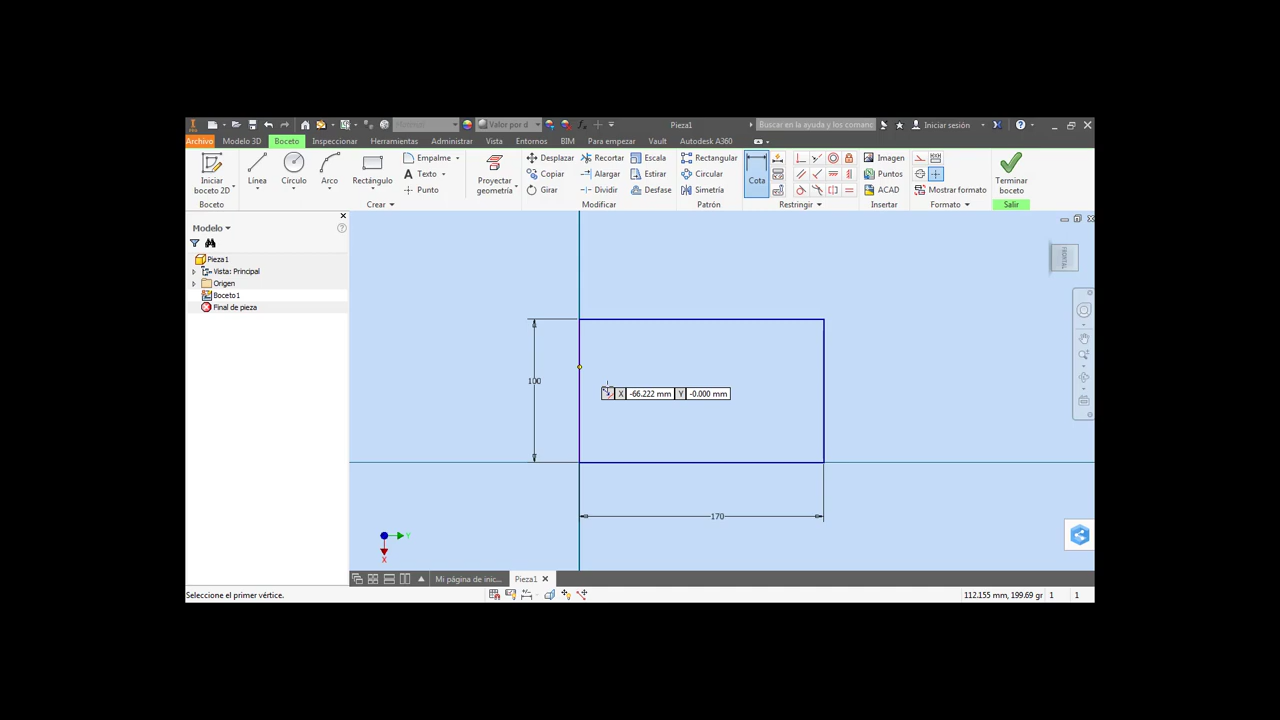 Valor por d
Pieza1
Buscar en la ayuda y los comanc
Iniciar sesión
Archivo Modelo 3D Boceto Inspeccionar Herramientas Administrar Vista Entornos Para empezar Autodesk A360
Iniciar boceto 2D
Línea
Círculo
Arco
Rectángulo
Empalme
Texto
Punto
Proyectar geometría
Desplazar
Copiar
Girar
Recortar
Alargar
Dividir
Escala
Estirar
Desfase
Rectangular
Circular
Simetría
Cota
Imagen
Puntos
ACAD
Mostrar formato
Terminar boceto
Boceto Crear Modificar Patrón Restringir Insertar Formato Salir
Modelo
Pieza1
Vista: Principal
Origen
Boceto1
Final de pieza
FRONTAL
100
X -66.222 mm Y -0.000 mm
170
Y
X
Mi página de inic... Pieza1
Seleccione el primer vértice.
112.155 mm, 199.69 gr 1 1